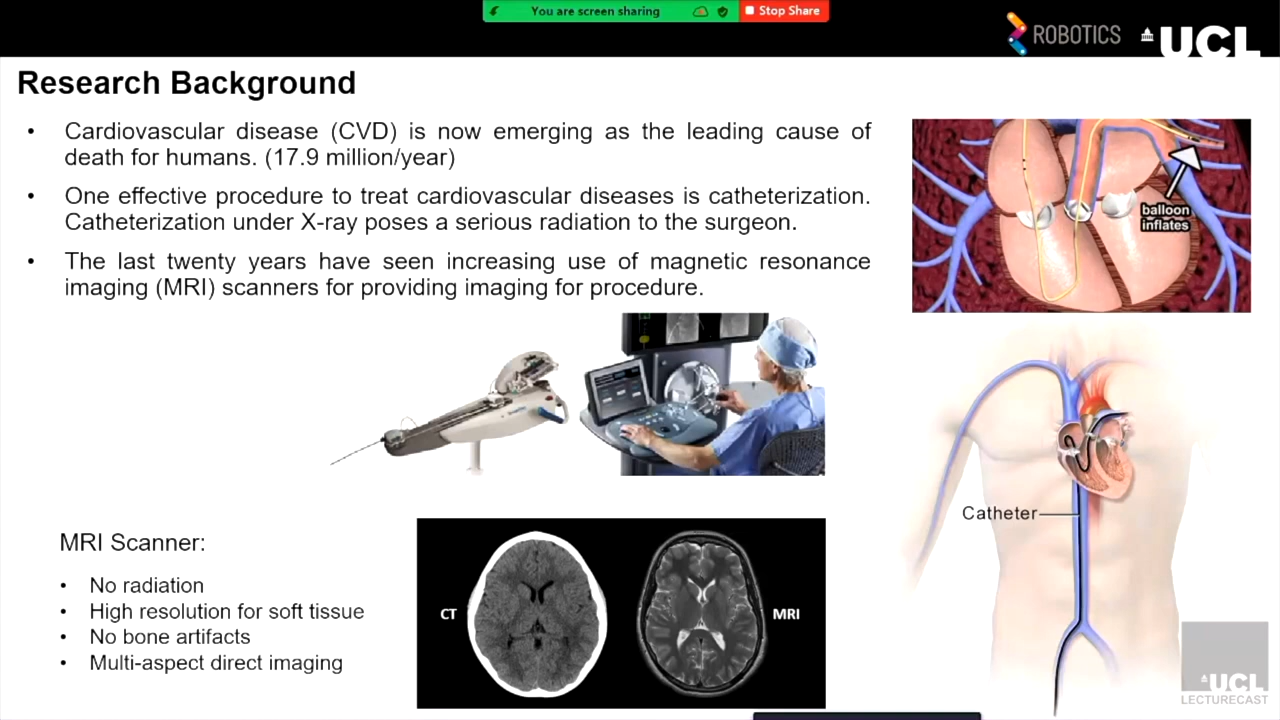 You are screen sharing
Stop Share
ROBOTICS
UCL
Research Background
• Cardiovascular disease (CVD) is now emerging as the leading cause of
death for humans. (17.9 million/year)
• One effective procedure to treat cardiovascular diseases is catheterization.
Catheterization under X-ray poses a serious radiation to the surgeon.
• The last twenty years have seen increasing use of magnetic resonance
imaging (MRI) scanners for providing imaging for procedure.
balloon
inflates
Catheter
MRI Scanner:
• No radiation
• High resolution for soft tissue
• No bone artifacts
• Multi-aspect direct imaging
CT
MRI
UCL
LECTURECAST